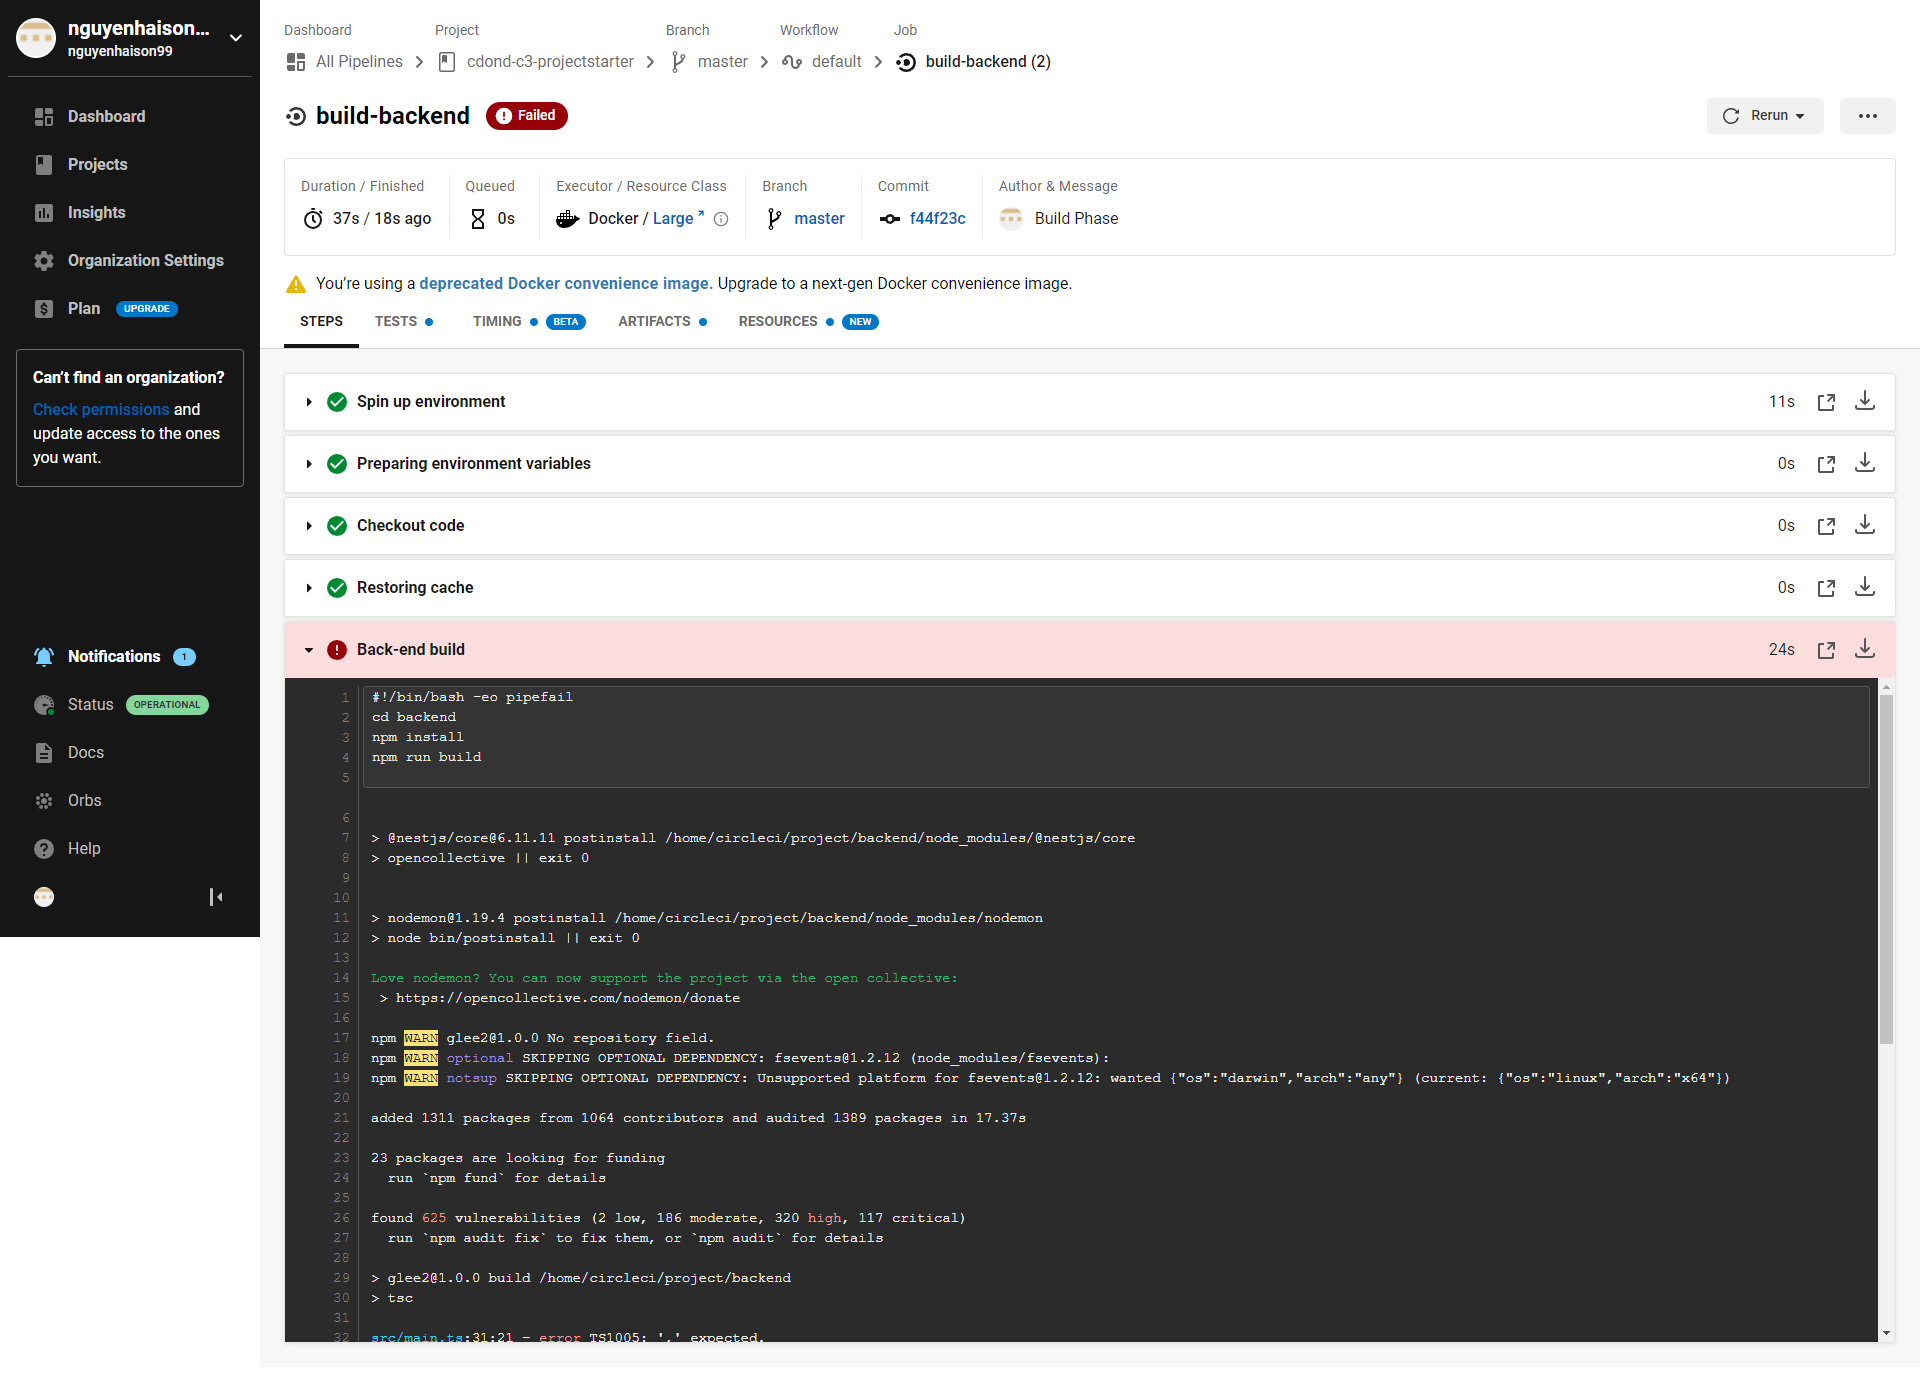 nguyenhaison...
nguyenhaison99
Dashboard
Projects
Insights
Organization Settings
Plan UPGRADE
Can't find an organization?
Check permissions and
update access to the ones
you want.
Notifications 1
Status OPERATIONAL
Docs
Orbs
Help
Dashboard Project Branch Workflow Job
All Pipelines cdond-c3-projectstarter master default build-backend (2)
build-backend Failed
Rerun
Duration / Finished Queued Executor / Resource Class Branch Commit Author & Message
37s / 18s ago 0s Docker / Large master f44f23c Build Phase
You're using a deprecated Docker convenience image. Upgrade to a next-gen Docker convenience image.
STEPS TESTS TIMING BETA ARTIFACTS RESOURCES NEW
Spin up environment 11s
Preparing environment variables 0s
Checkout code 0s
Restoring cache 0s
Back-end build 24s
1 #!/bin/bash -eo pipefail
2 cd backend
3 npm install
4 npm run build
5
6
7 > @nestjs/core@6.11.11 postinstall /home/circleci/project/backend/node_modules/@nestjs/core
8 > opencollective || exit 0
9
10
11 > nodemon@1.19.4 postinstall /home/circleci/project/backend/node_modules/nodemon
12 > node bin/postinstall || exit 0
13
14 Love nodemon? You can now support the project via the open collective:
15 > https://opencollective.com/nodemon/donate
16
17 npm WARN glee2@1.0.0 No repository field.
18 npm WARN optional SKIPPING OPTIONAL DEPENDENCY: fsevents@1.2.12 (node_modules/fsevents):
19 npm WARN notsup SKIPPING OPTIONAL DEPENDENCY: Unsupported platform for fsevents@1.2.12: wanted {"os":"darwin","arch":"any"} (current: {"os":"linux","arch":"x64"})
20
21 added 1311 packages from 1064 contributors and audited 1389 packages in 17.37s
22
23 23 packages are looking for funding
24 run `npm fund` for details
25
26 found 625 vulnerabilities (2 low, 186 moderate, 320 high, 117 critical)
27 run `npm audit fix` to fix them, or `npm audit` for details
28
29 > glee2@1.0.0 build /home/circleci/project/backend
30 > tsc
31
32 src/main.ts:31:21 - error TS1005: ',' expected.